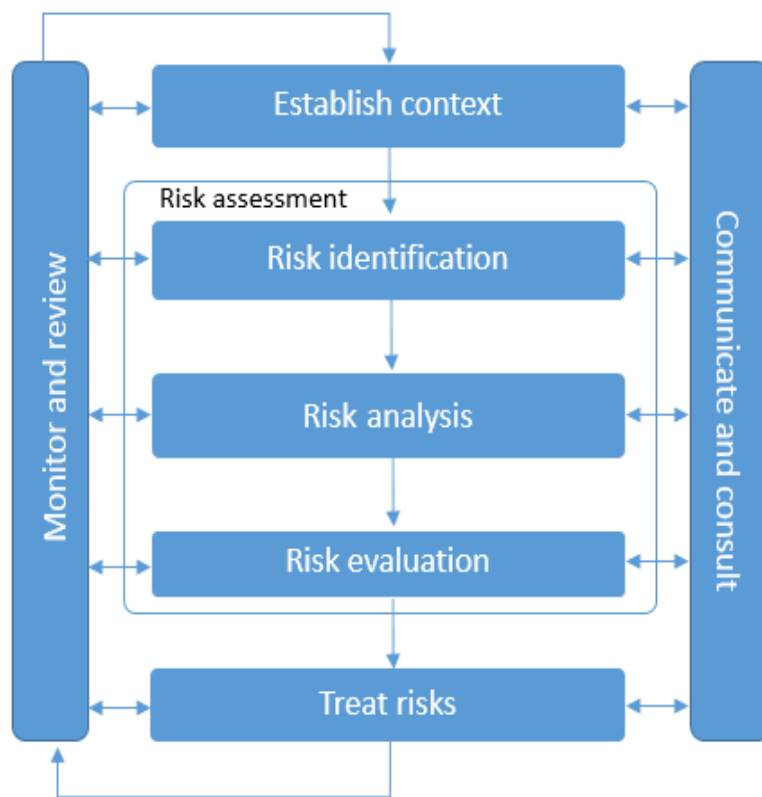 Establish context
Risk assessment
Risk identification
Risk analysis
Risk evaluation
Treat risks
Monitor and review
Communicate and consult